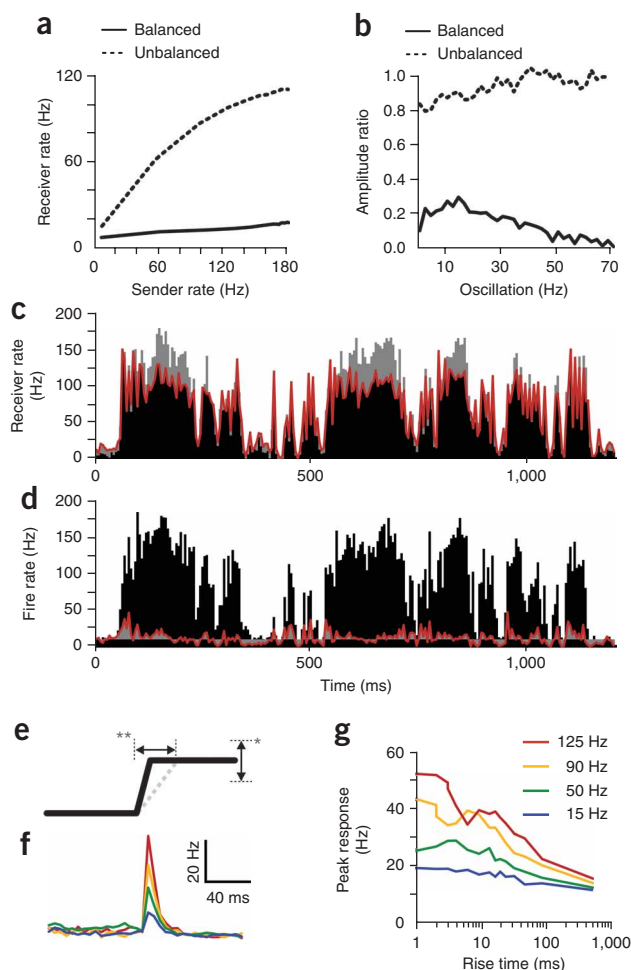 a
Balanced
Unbalanced
120
60
0
Receiver rate (Hz)
0 60 120 180
Sender rate (Hz)
b
Balanced
Unbalanced
1.0
0.8
0.6
0.4
0.2
0.0
Amplitude ratio
10 30 50 70
Oscillation (Hz)
c
200
150
100
50
0
Receiver rate
(Hz)
0 500 1,000
d
200
150
100
50
0
Fire rate (Hz)
0 500 1,000
Time (ms)
e
** *
f
20 Hz
40 ms
g
125 Hz
90 Hz
50 Hz
15 Hz
60
40
20
0
Peak response
(Hz)
1 10 100 1,000
Rise time (ms)